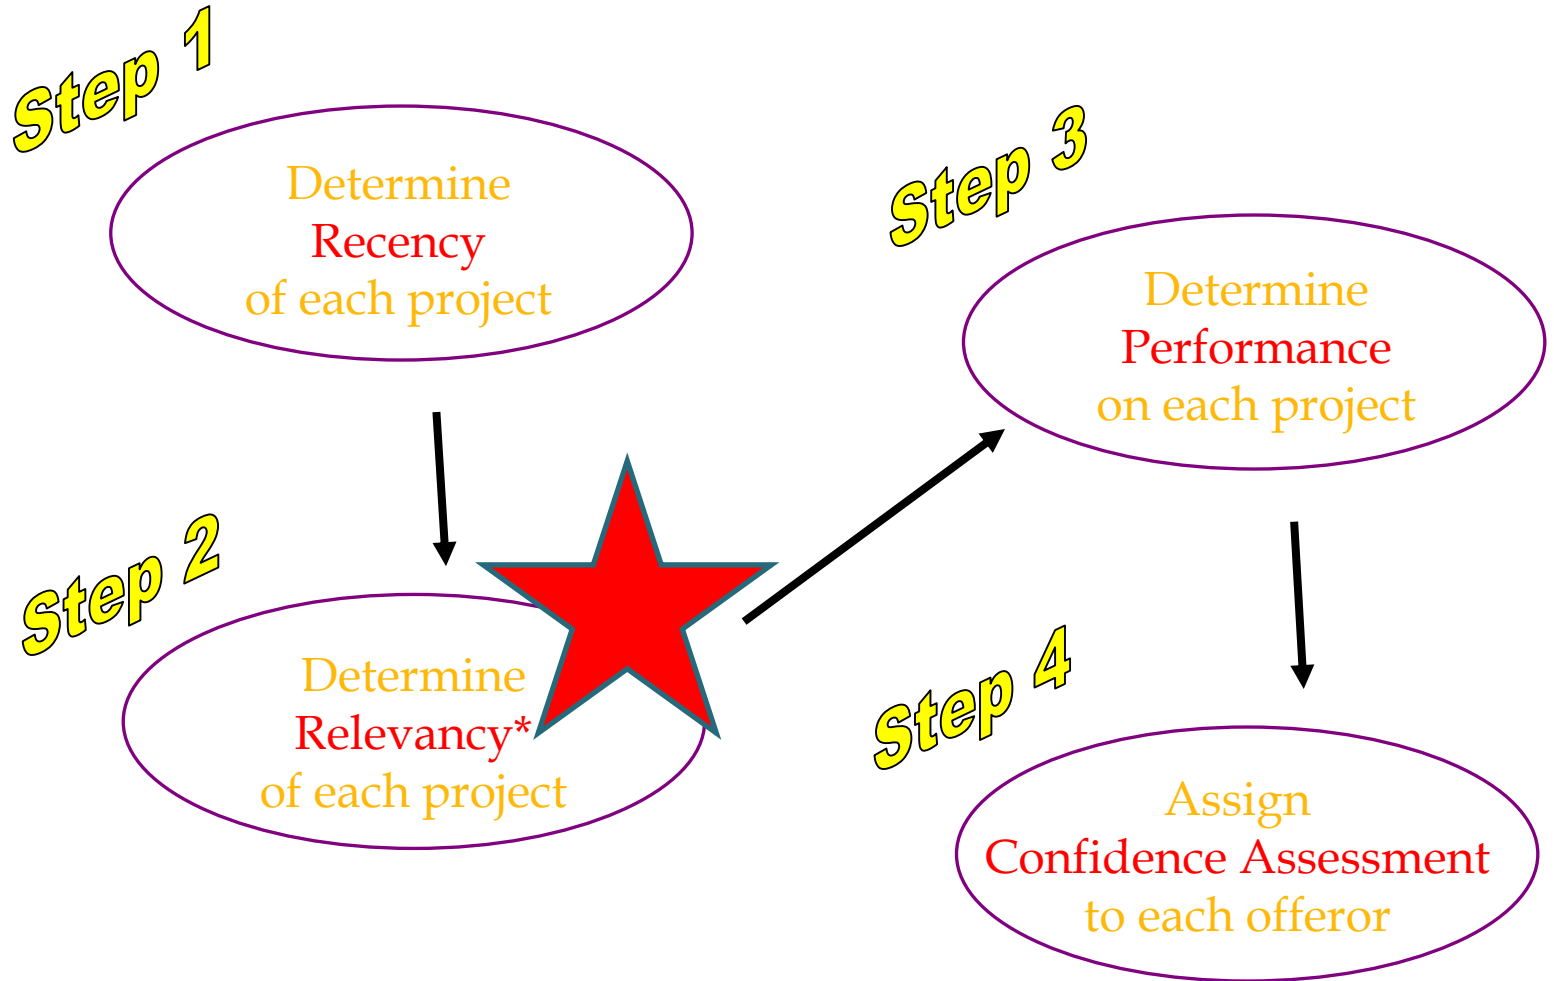 Step 1
Determine
Recency
of each project
Step 2
Determine
Relevancy*
of each project
Step 3
Determine
Performance
on each project
Step 4
Assign
Confidence Assessment
to each offeror